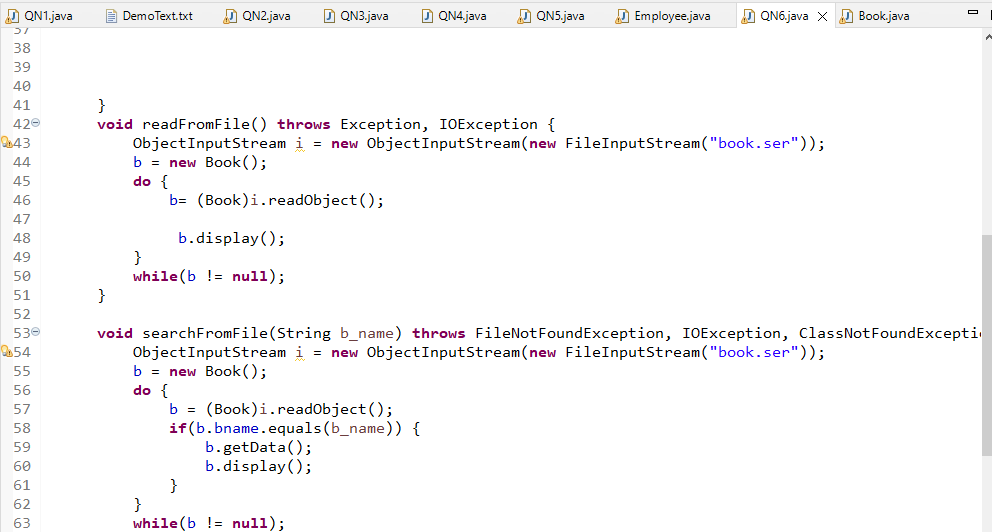 QN1.java DemoText.txt QN2.java QN3.java QN4.java QN5.java Employee.java QN6.java Book.java
37
38
39
40
41 }
42 void readFromFile() throws Exception, IOException {
43 ObjectInputStream i = new ObjectInputStream(new FileInputStream("book.ser"));
44 b = new Book();
45 do {
46 b= (Book)i.readObject();
47
48 b.display();
49 }
50 while(b != null);
51 }
52
53 void searchFromFile(String b_name) throws FileNotFoundException, IOException, ClassNotFoundExcepti
54 ObjectInputStream i = new ObjectInputStream(new FileInputStream("book.ser"));
55 b = new Book();
56 do {
57 b = (Book)i.readObject();
58 if(b.bname.equals(b_name)) {
59 b.getData();
60 b.display();
61 }
62 }
63 while(b != null);